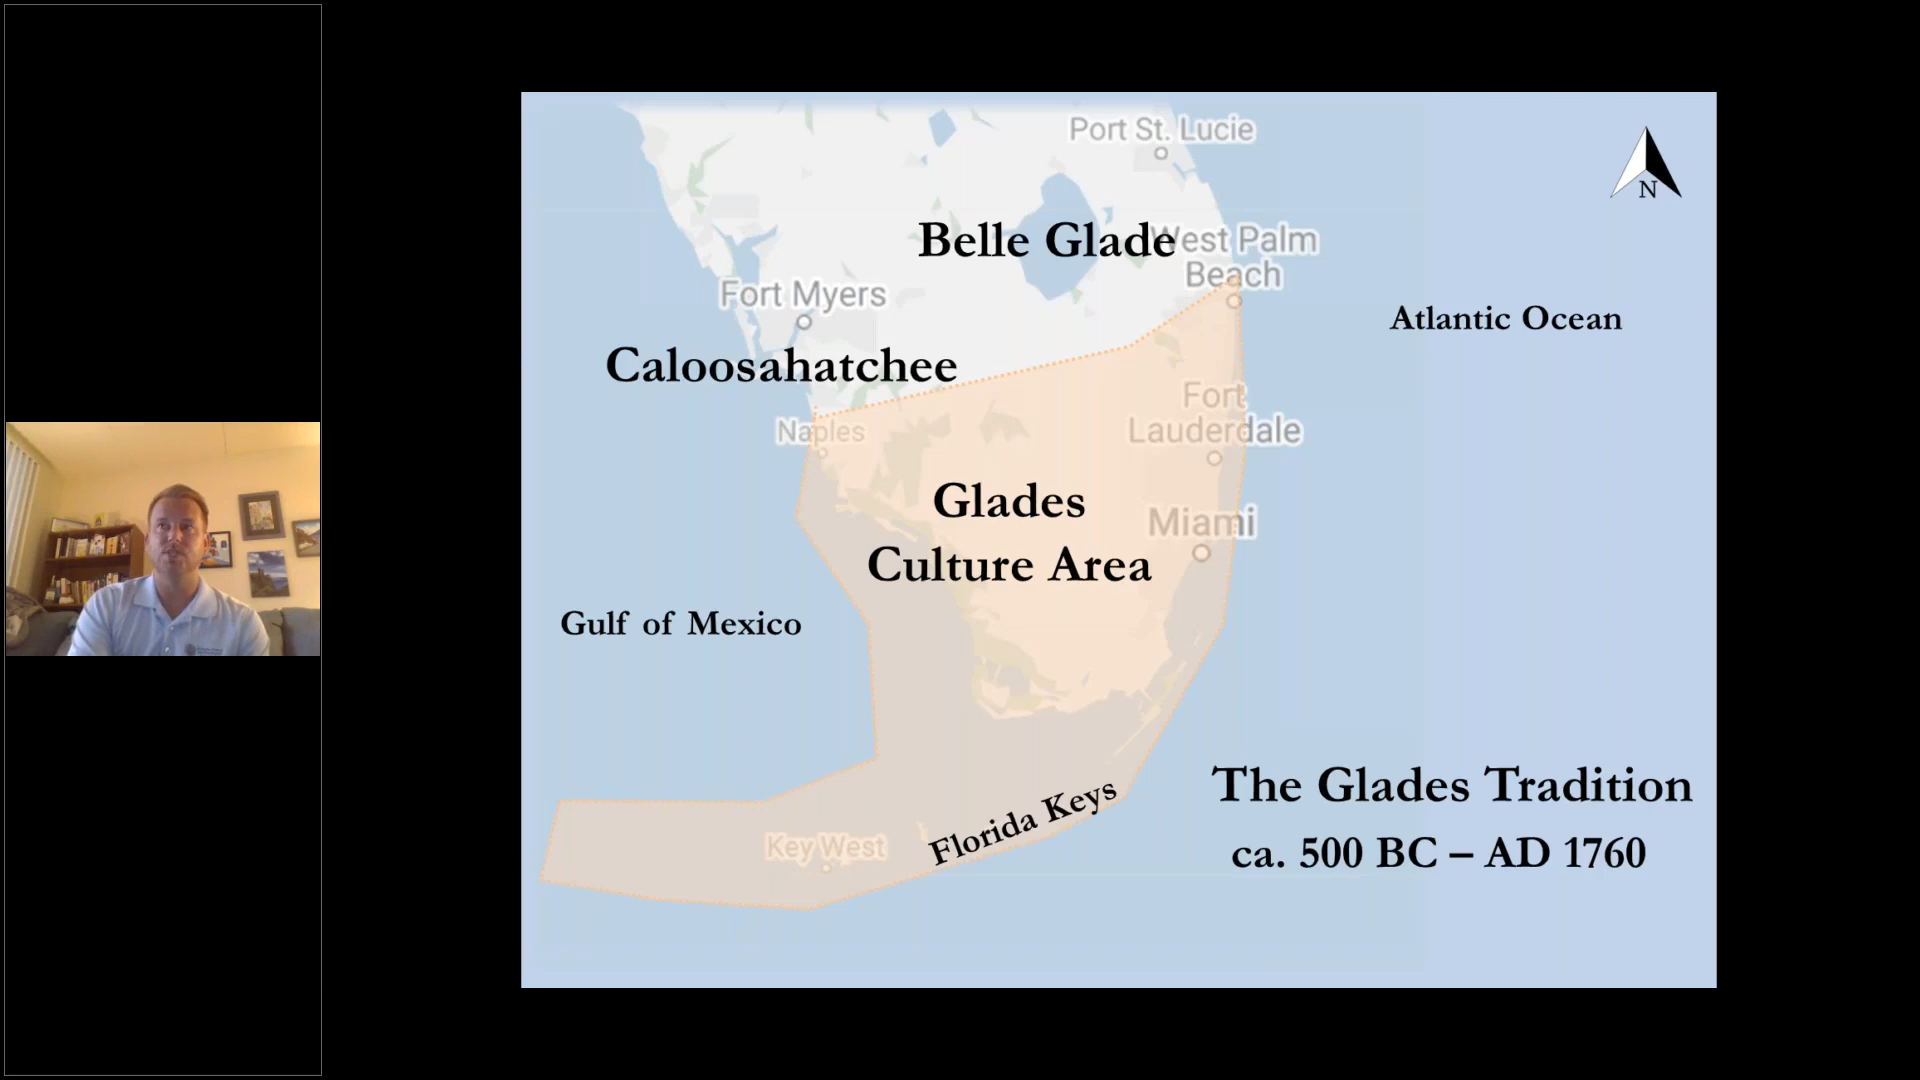 Port St. Lucie
N
Belle Glade
West Palm
Beach
Fort Myers
Atlantic Ocean
Caloosahatchee
Fort
Lauderdale
Naples
Glades
Culture Area
Miami
Gulf of Mexico
The Glades Tradition
ca. 500 BC – AD 1760
Florida Keys
Key West